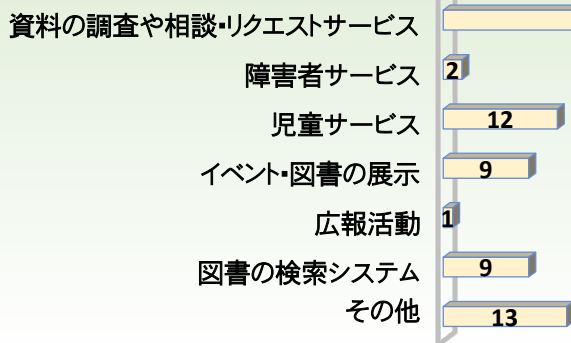 資料の調査や相談・リクエストサービス
障害者サービス
2
児童サービス
12
イベント・図書の展示
9
広報活動
1
図書の検索システム
9
その他
13